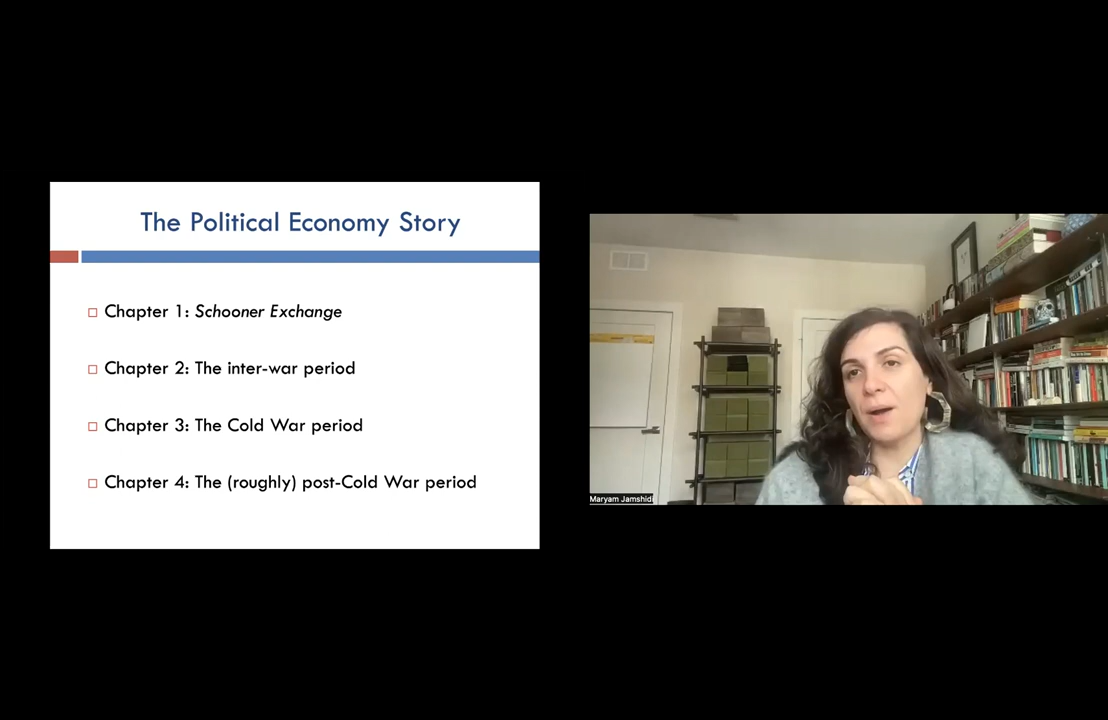 The Political Economy Story
Chapter 1: Schooner Exchange
Chapter 2: The inter-war period
Chapter 3: The Cold War period
Chapter 4: The (roughly) post-Cold War period
Maryam Jamshidi